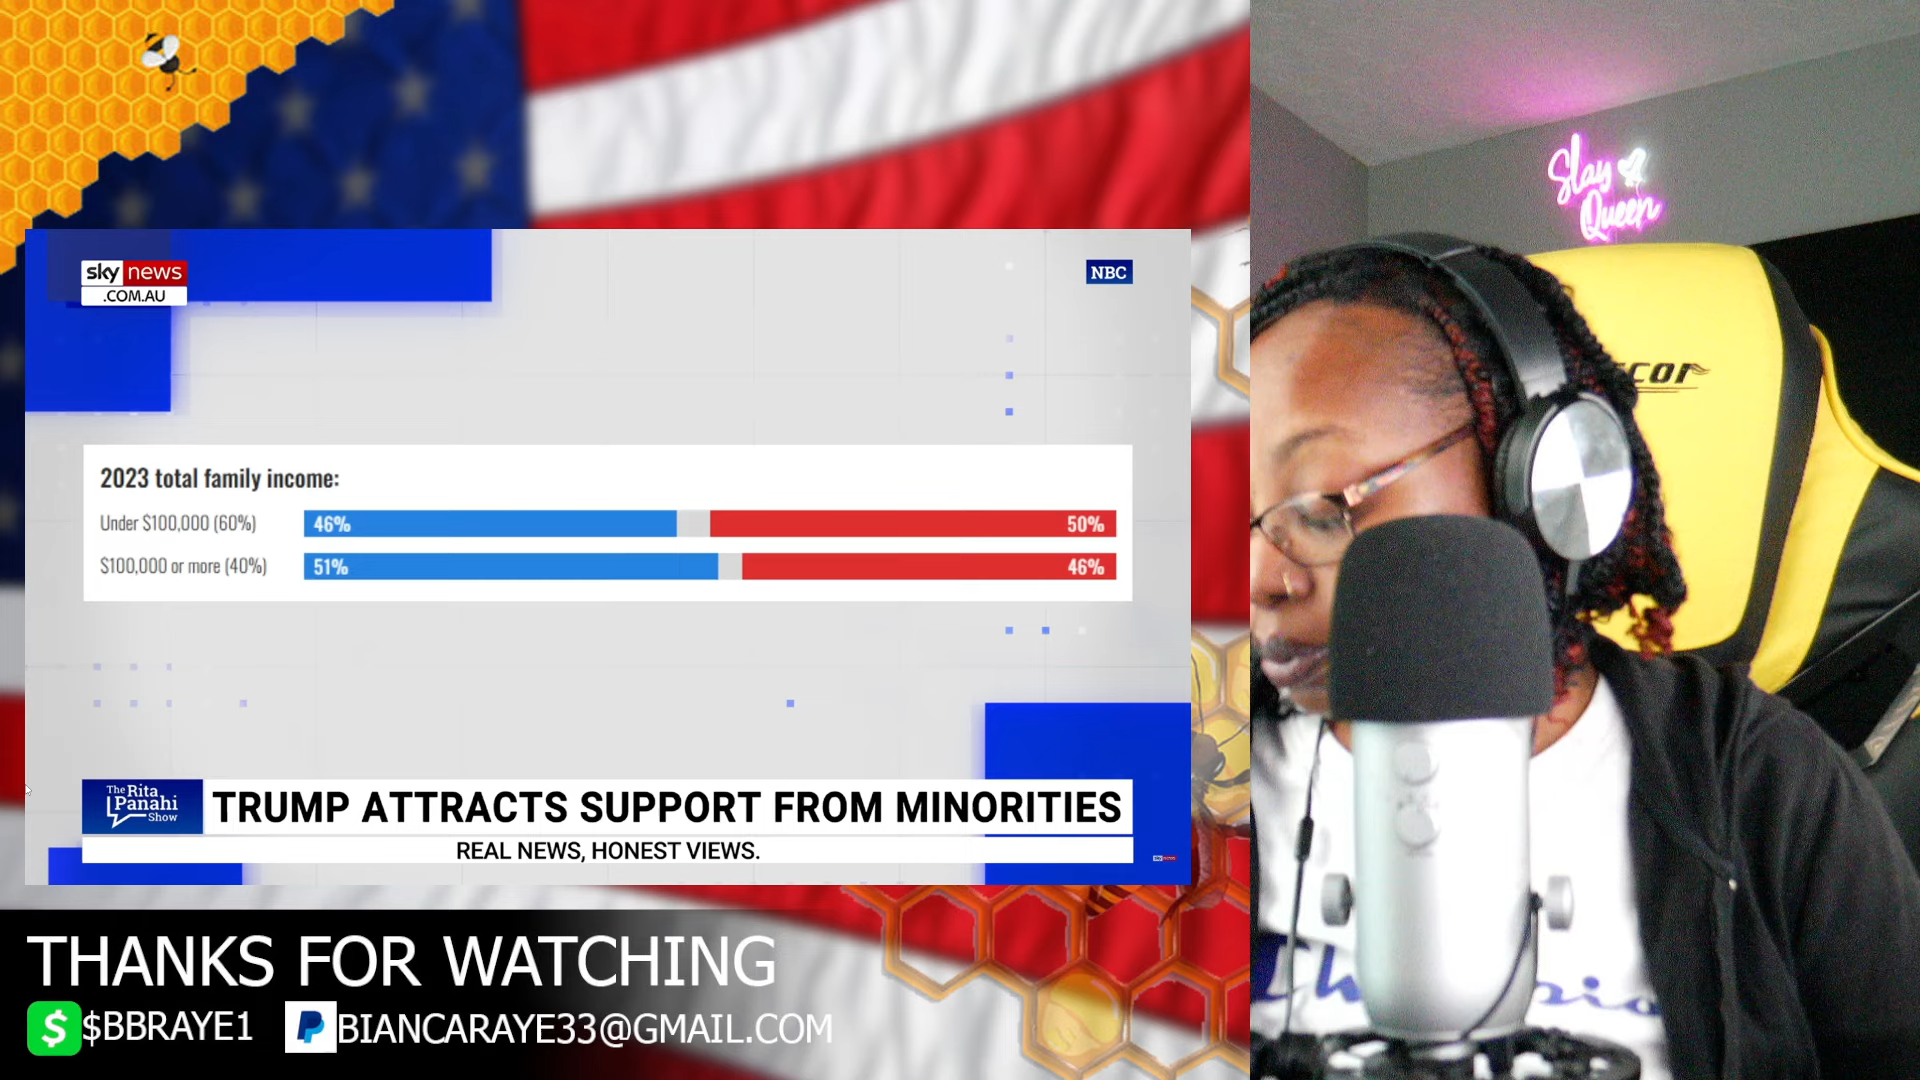 sky news
.COM.AU
NBC
2023 total family income:
Under $100,000 (60%) 46% 50%
$100,000 or more (40%) 51% 46%
The Rita Panahi Show
TRUMP ATTRACTS SUPPORT FROM MINORITIES
REAL NEWS, HONEST VIEWS.
THANKS FOR WATCHING
$BBRAYE1
BIANCARAYE33@GMAIL.COM
Slay
Queen